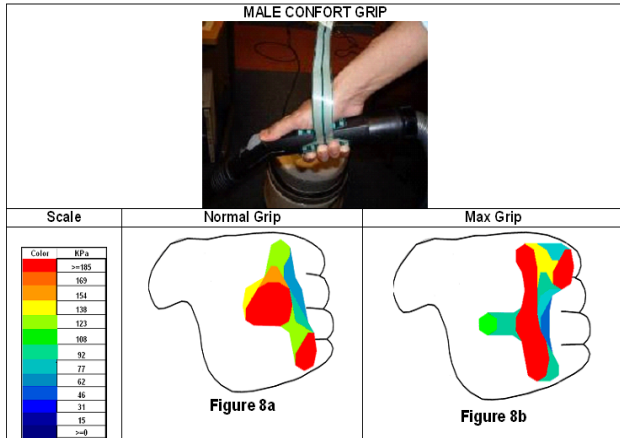 MALE CONFORT GRIP
Scale
Normal Grip
Max Grip
Color KPa
>=185
169
154
138
123
108
92
77
62
46
31
15
>=0
Figure 8a
Figure 8b